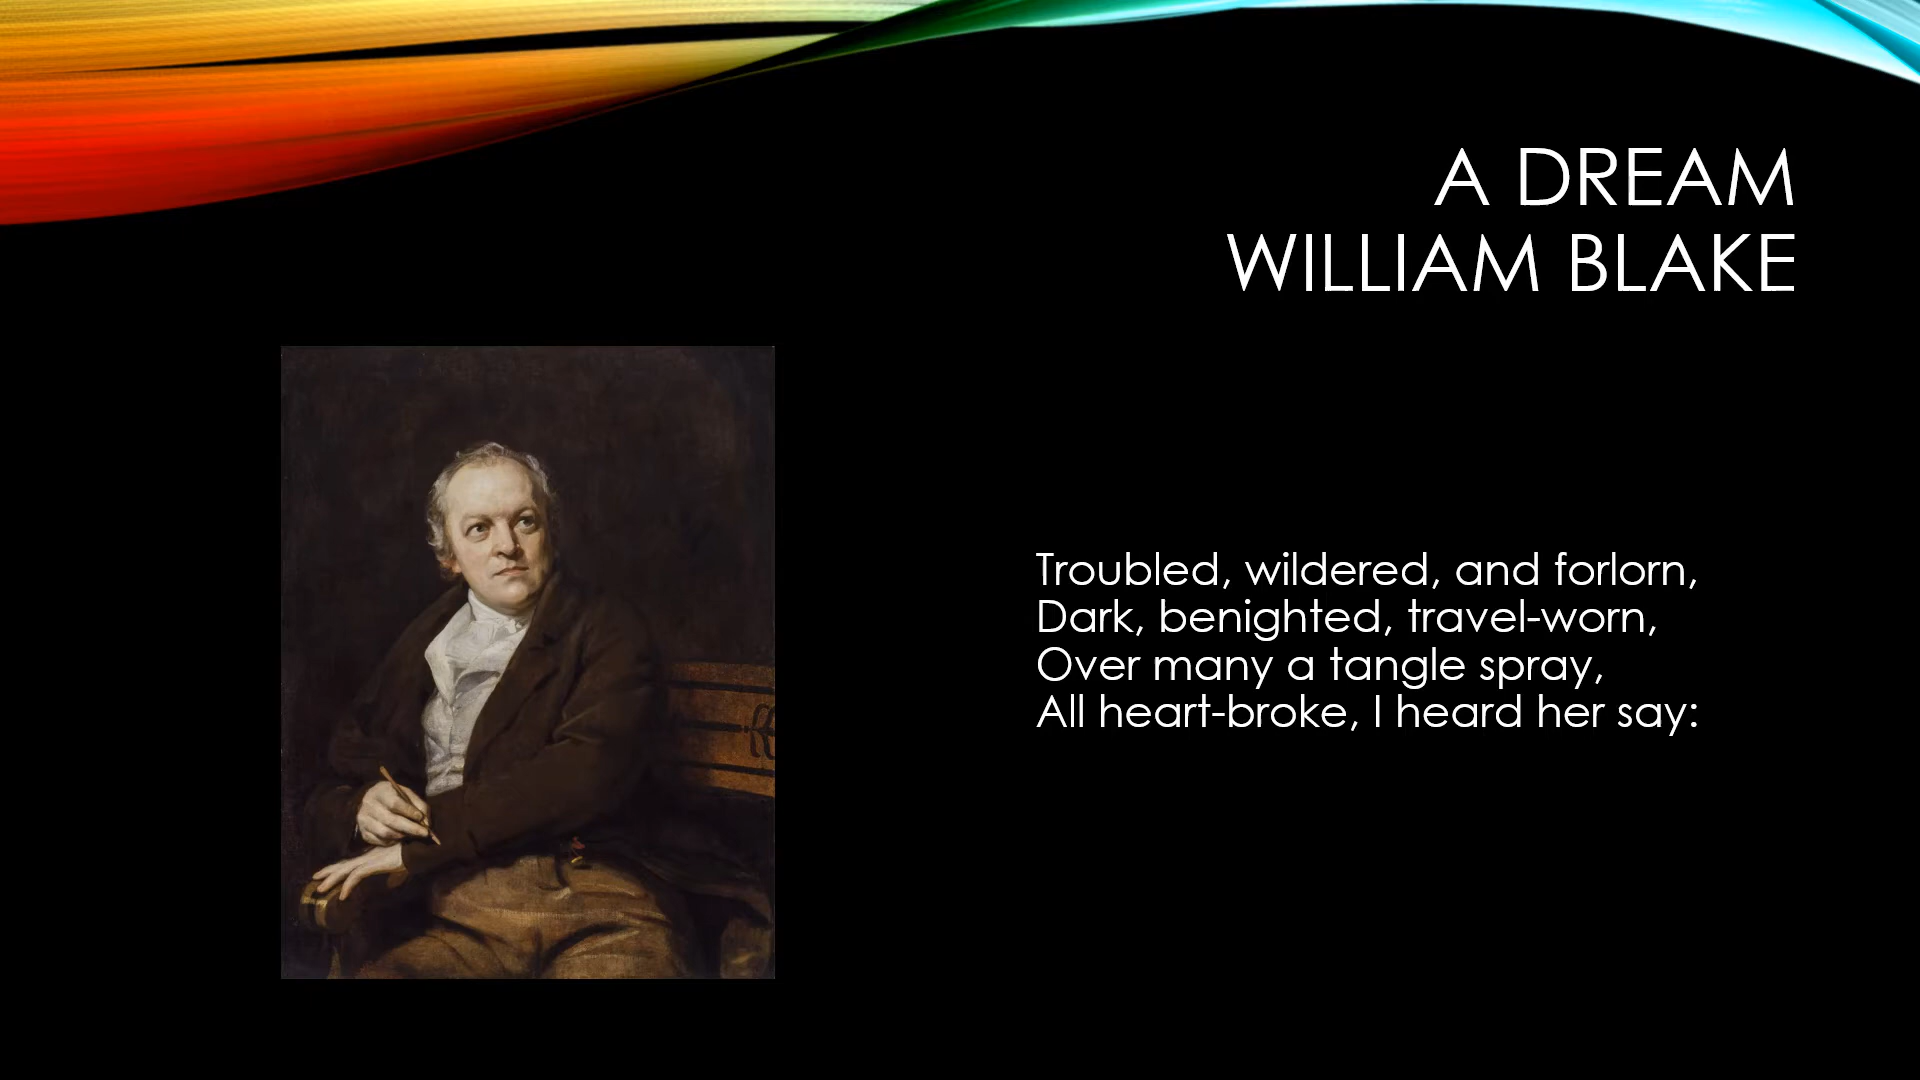 A DREAM
WILLIAM BLAKE
Troubled, wildered, and forlorn,
Dark, benighted, travel-worn,
Over many a tangle spray,
All heart-broke, I heard her say: